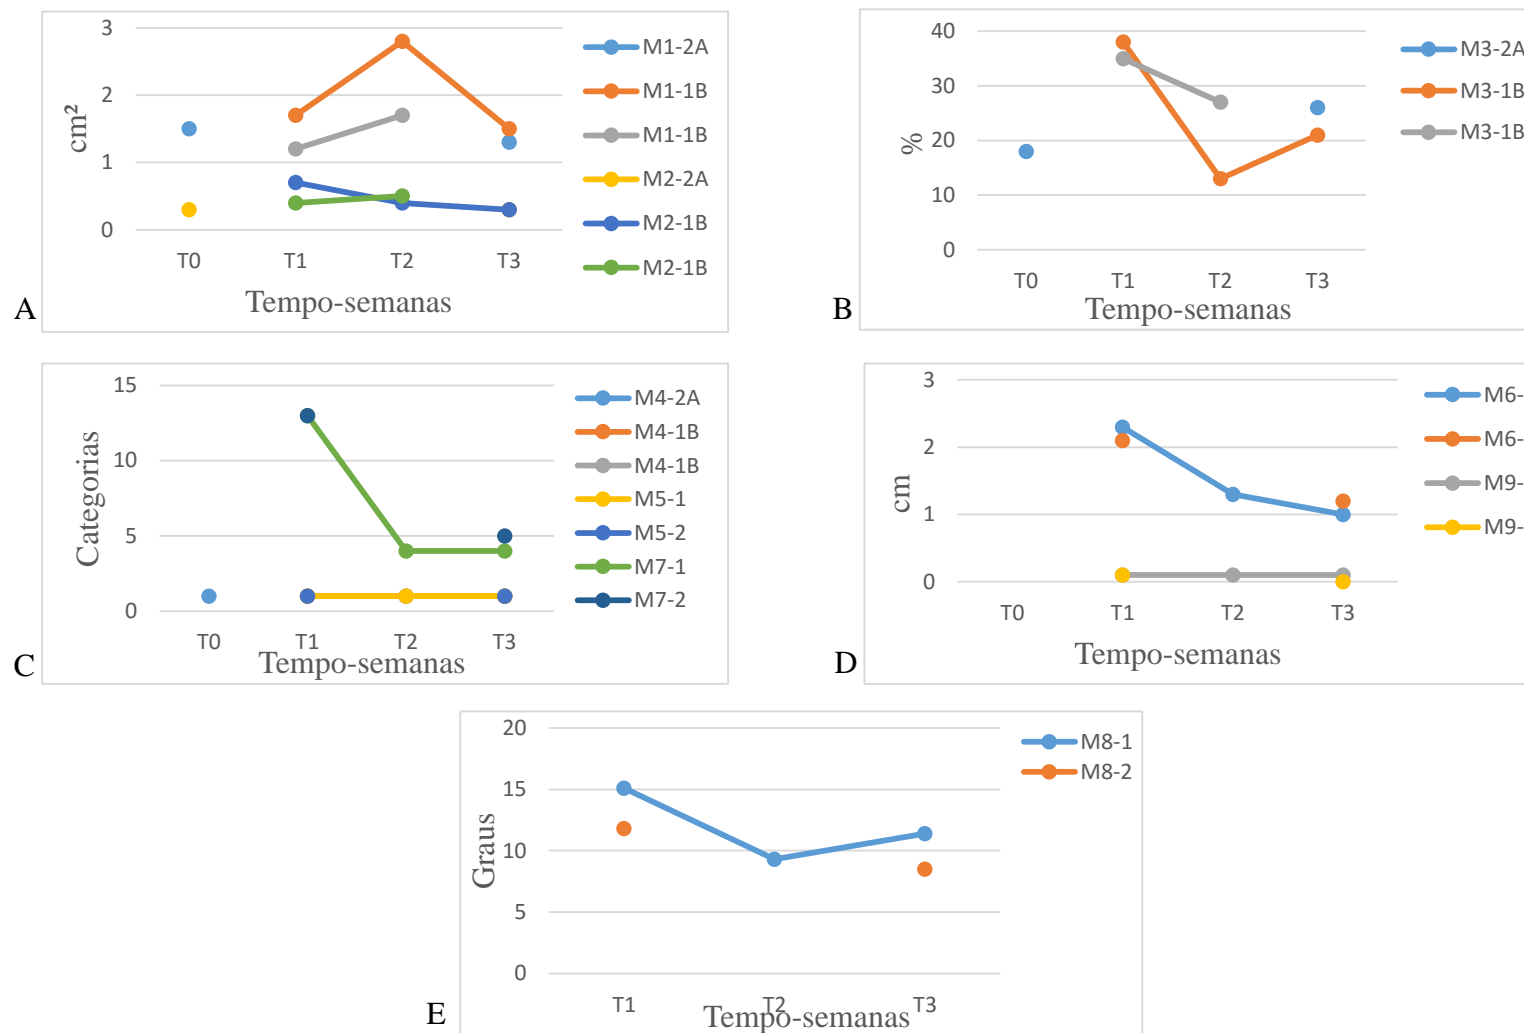 3
2
1
0
cm²
T0 T1 T2 T3
Tempo-semanas
M1-2A
M1-1B
M1-1B
M2-2A
M2-1B
M2-1B
A
40
30
20
10
0
%
T0 T1 T2 T3
Tempo-semanas
M3-2A
M3-1B
M3-1B
B
15
10
5
0
Categorias
T0 T1 T2 T3
Tempo-semanas
M4-2A
M4-1B
M4-1B
M5-1
M5-2
M7-1
M7-2
C
3
2
1
0
cm
T0 T1 T2 T3
Tempo-semanas
M6-
M6-
M9-
M9-
D
20
15
10
5
0
Graus
T1 T2 T3
Tempo-semanas
M8-1
M8-2
E